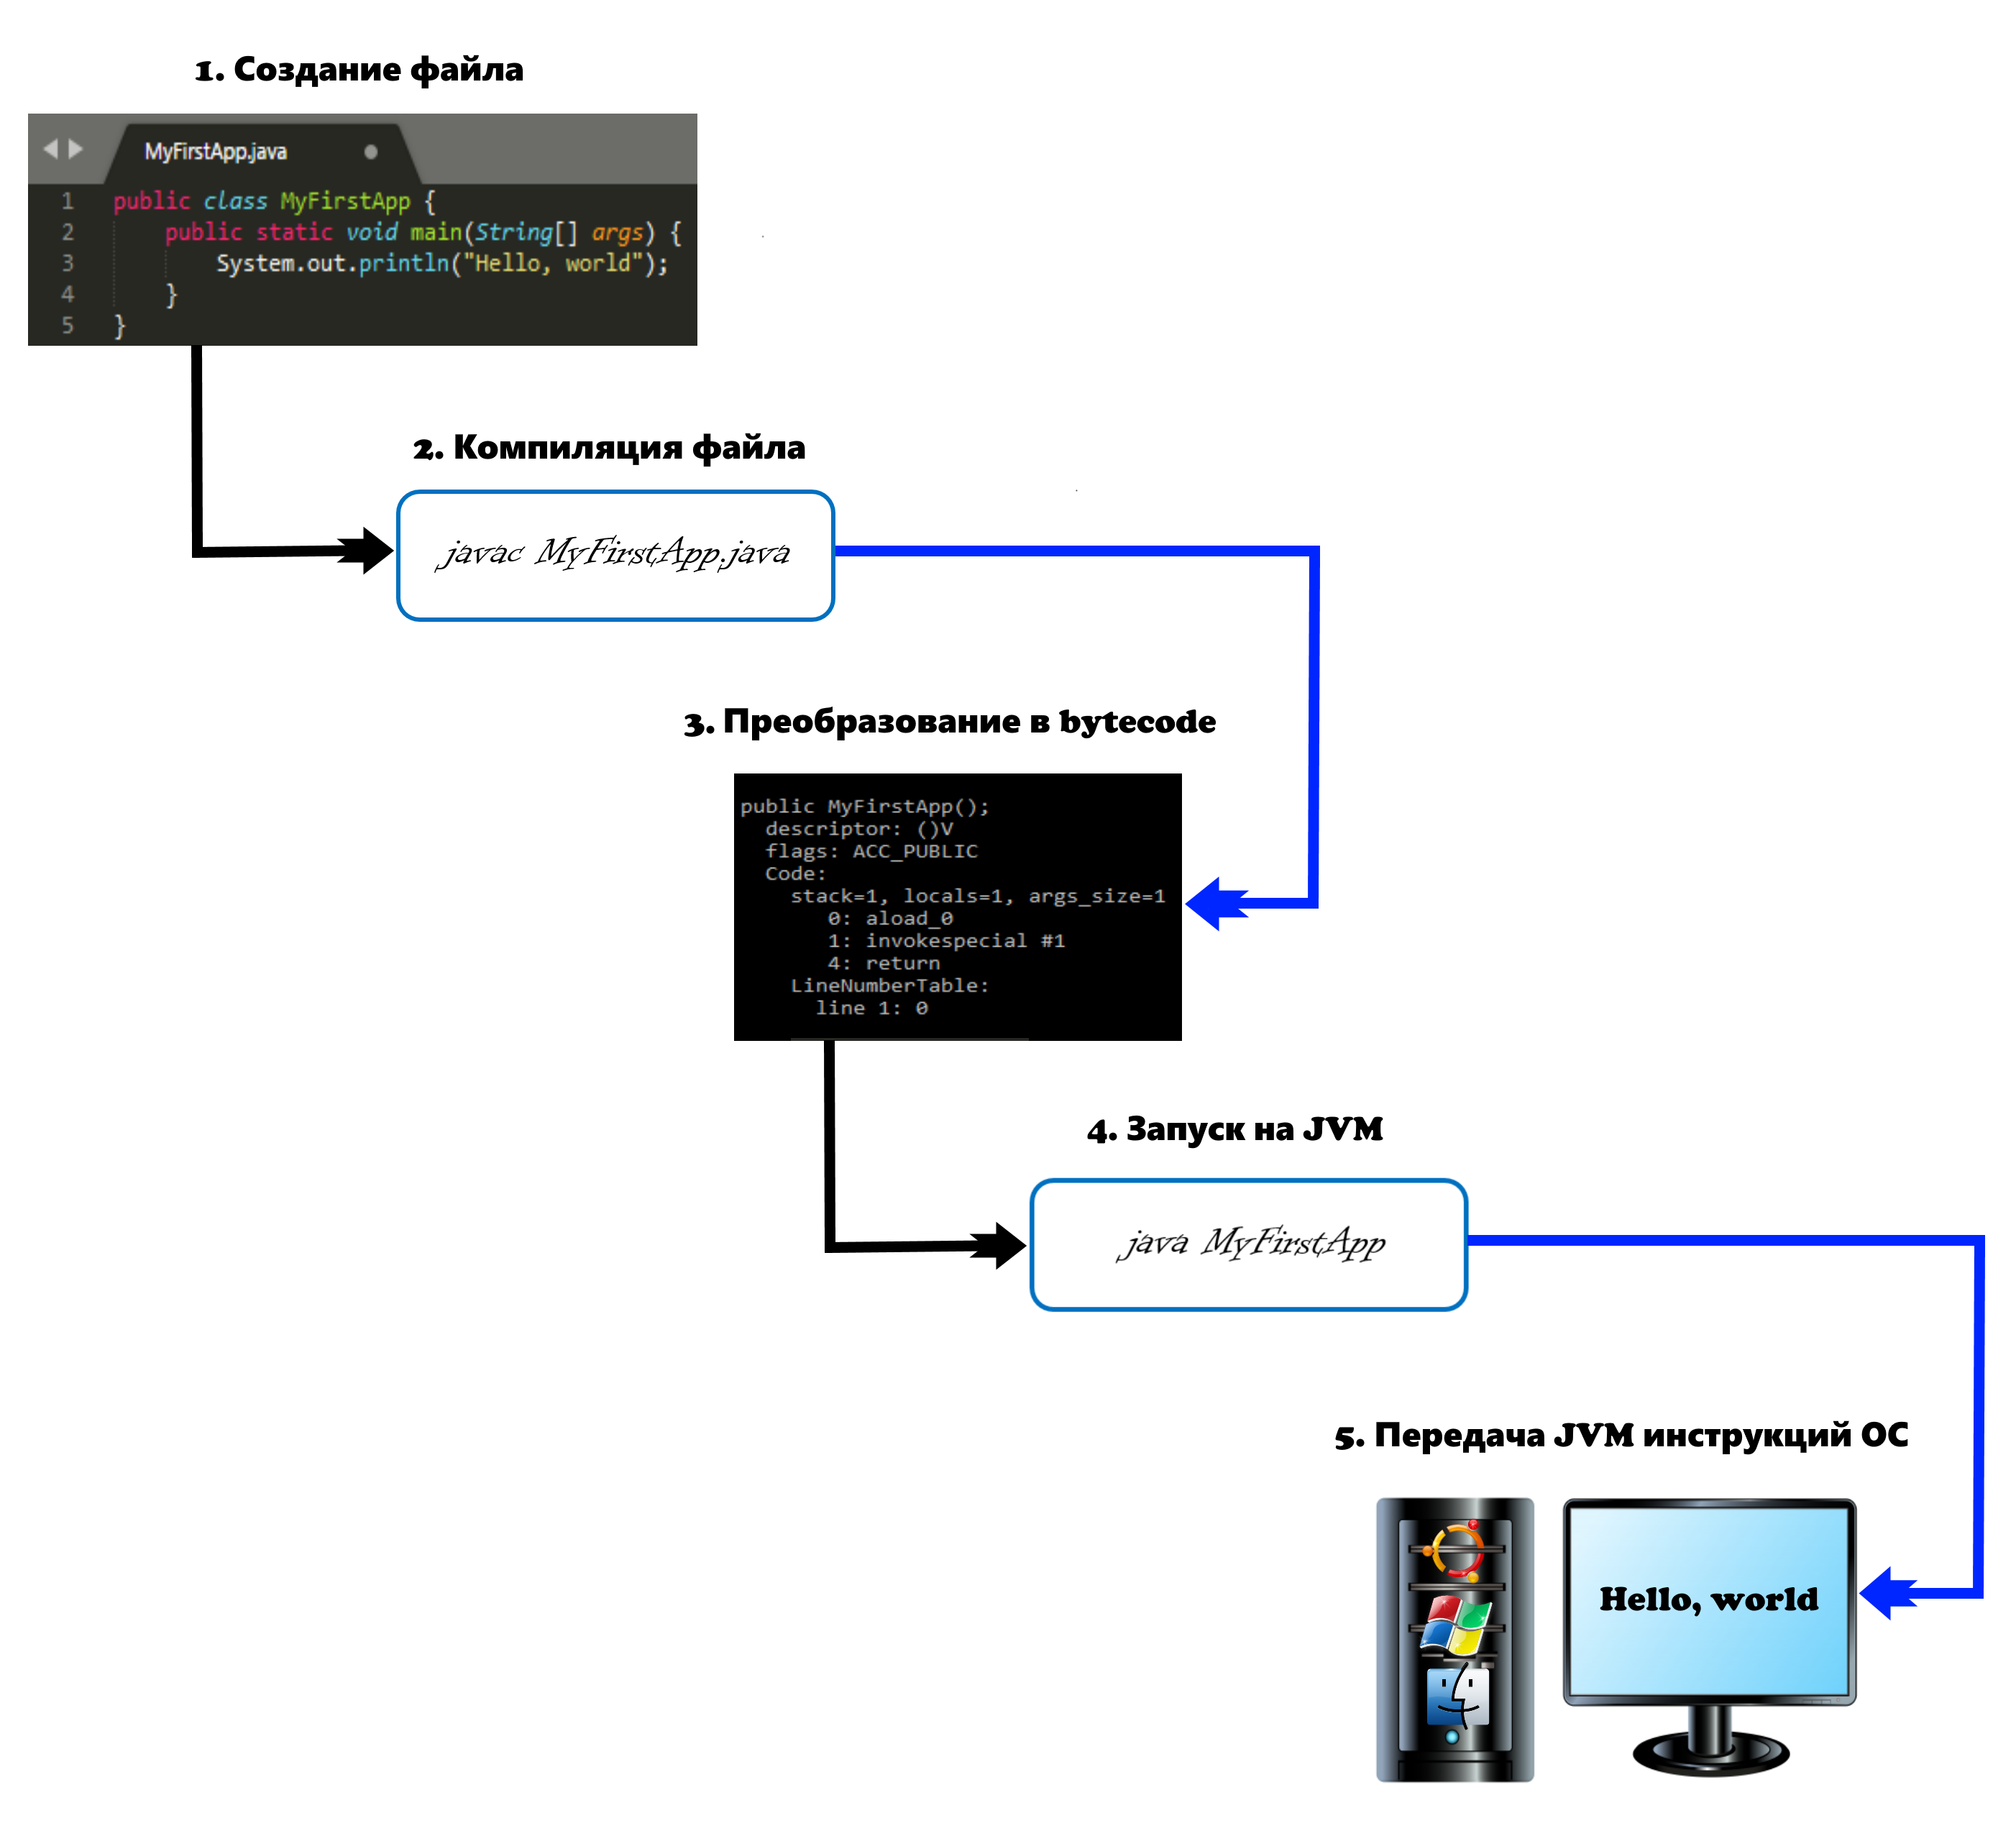 1. Создание файла
MyFirstApp.java
1 public class MyFirstApp {
2 public static void main(String[] args) {
3 System.out.println("Hello, world");
4 }
5 }
2. Компиляция файла
javac MyFirstApp.java
3. Преобразование в bytecode
public MyFirstApp();
descriptor: ()V
flags: ACC_PUBLIC
Code:
stack=1, locals=1, args_size=1
0: aload_0
1: invokespecial #1
4: return
LineNumberTable:
line 1: 0
4. Запуск на JVM
java MyFirstApp
5. Передача JVM инструкций ОС
Hello, world